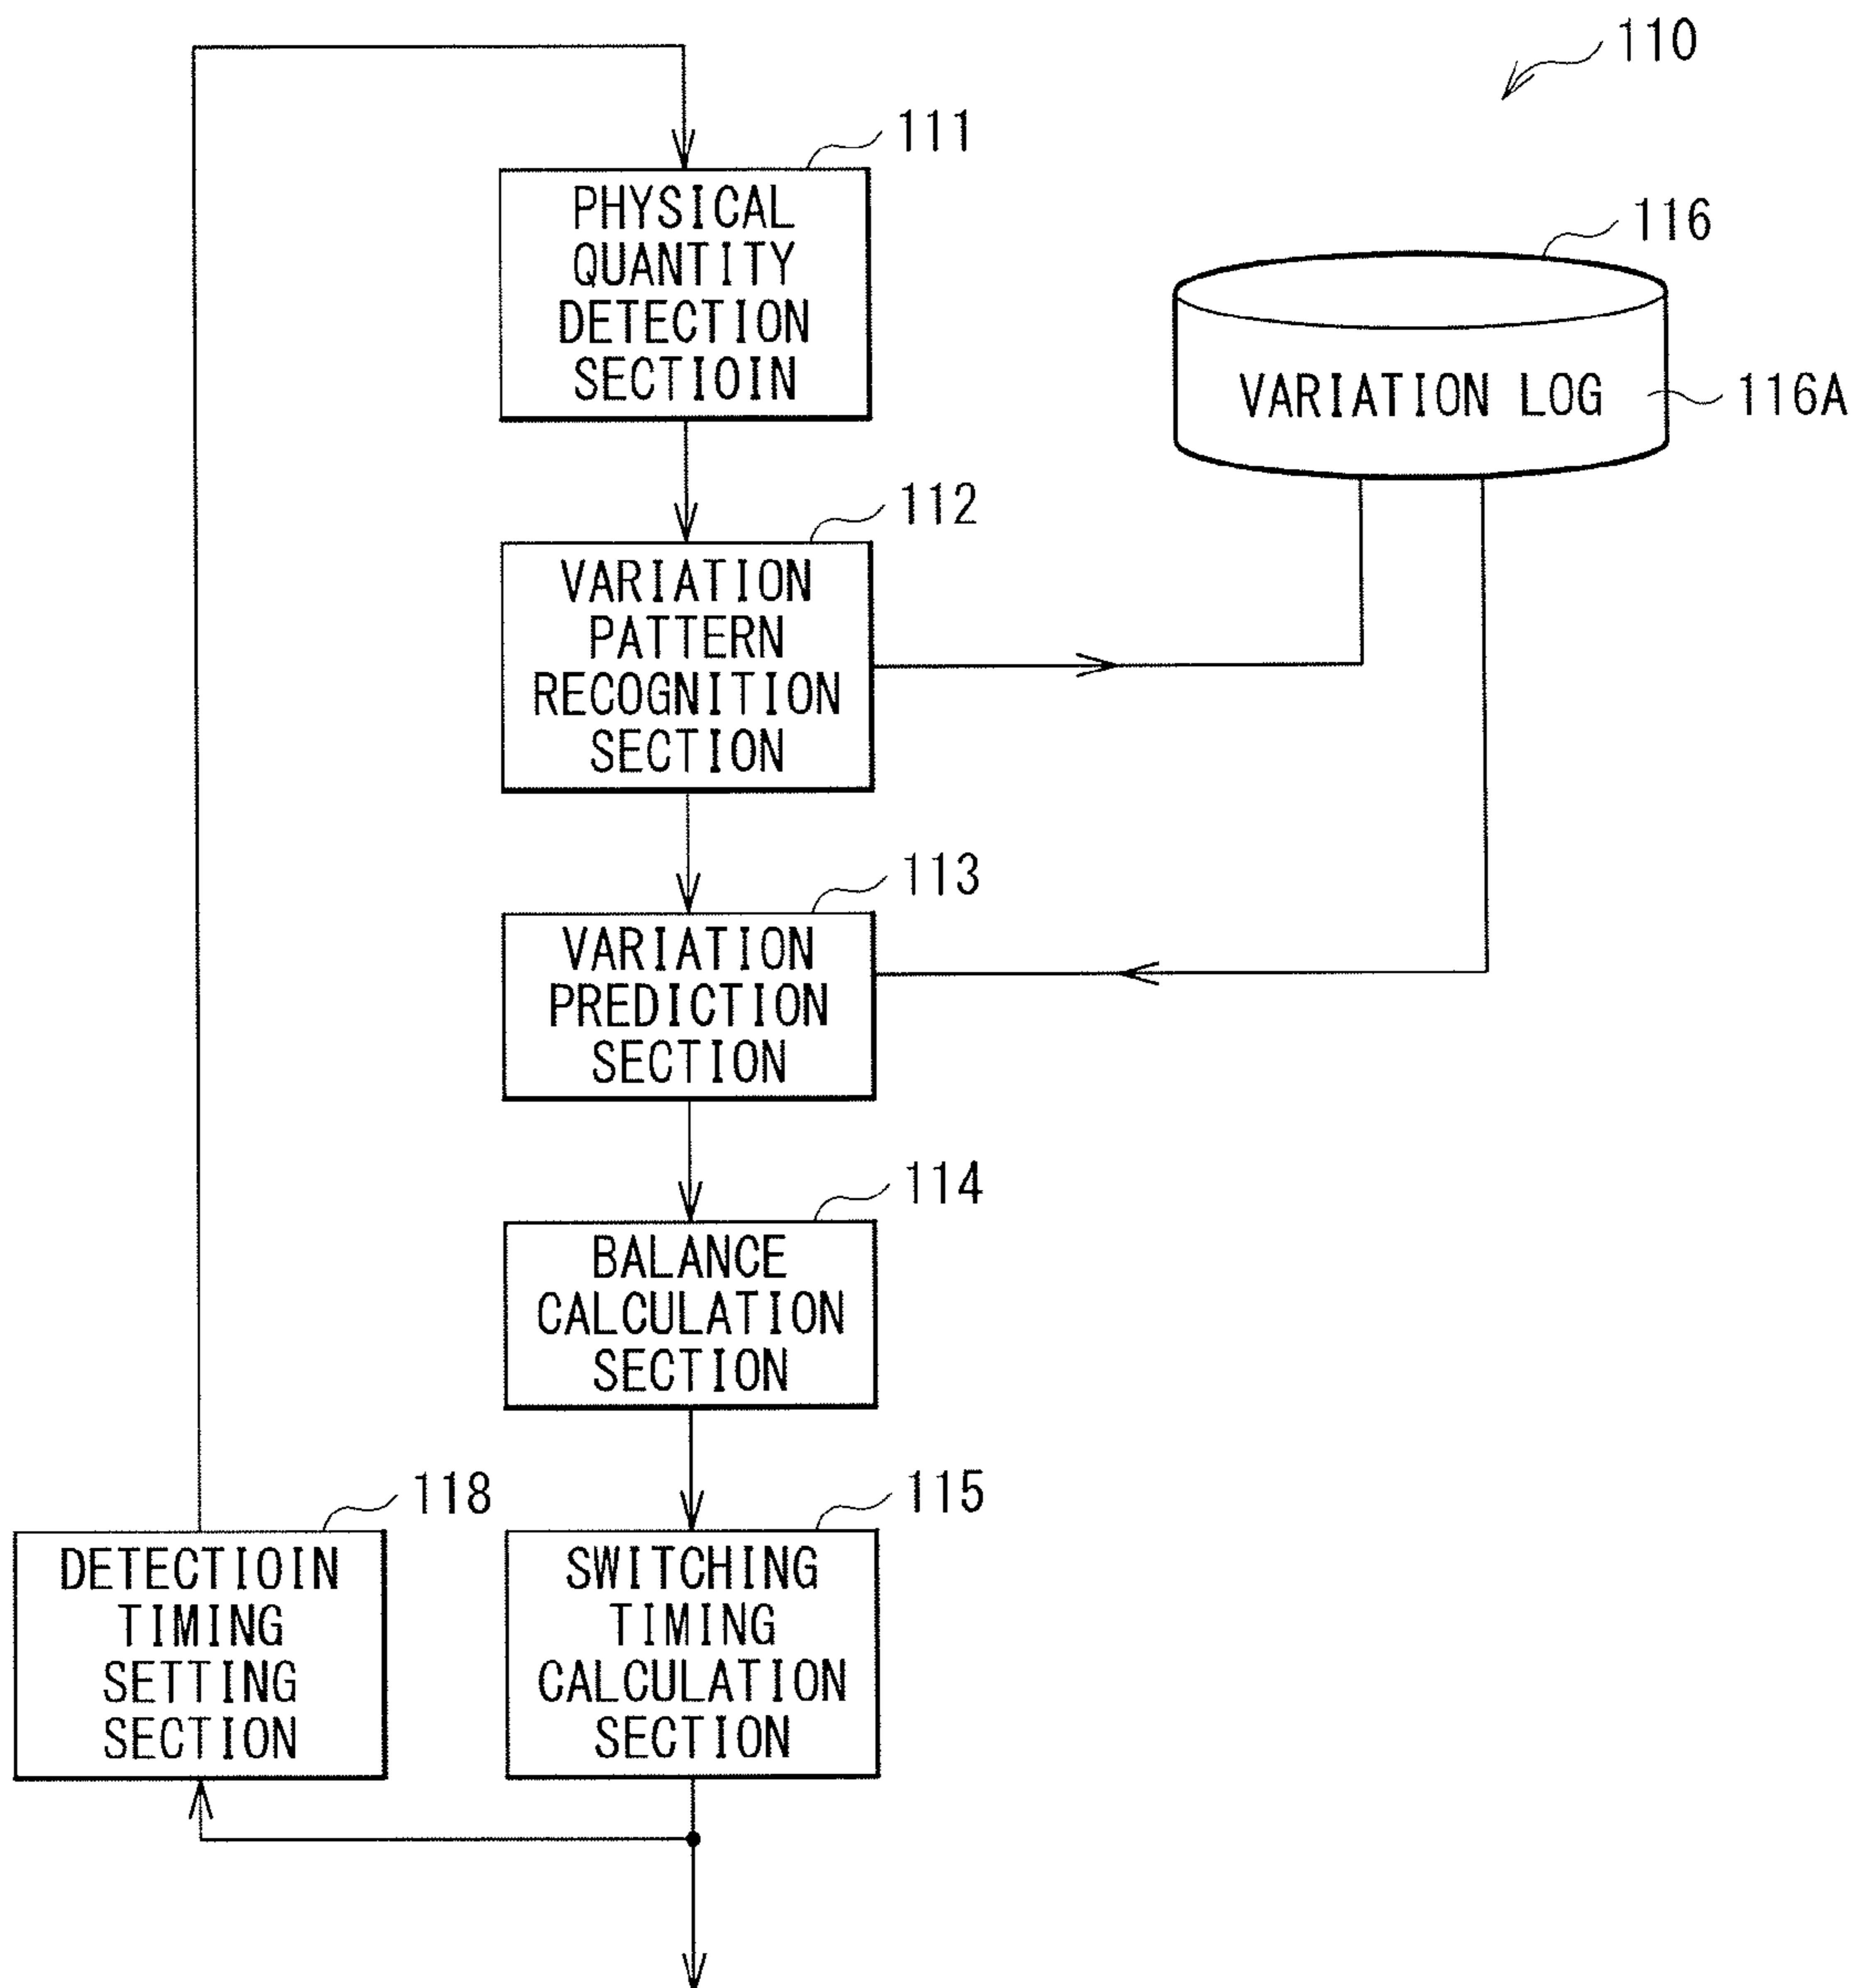 110
111
PHYSICAL
QUANTITY
DETECTION
SECTIOIN
116
VARIATION LOG
116A
112
VARIATION
PATTERN
RECOGNITION
SECTION
113
VARIATION
PREDICTION
SECTION
114
BALANCE
CALCULATION
SECTION
118
DETECTIOIN
TIMING
SETTING
SECTION
115
SWITCHING
TIMING
CALCULATION
SECTION